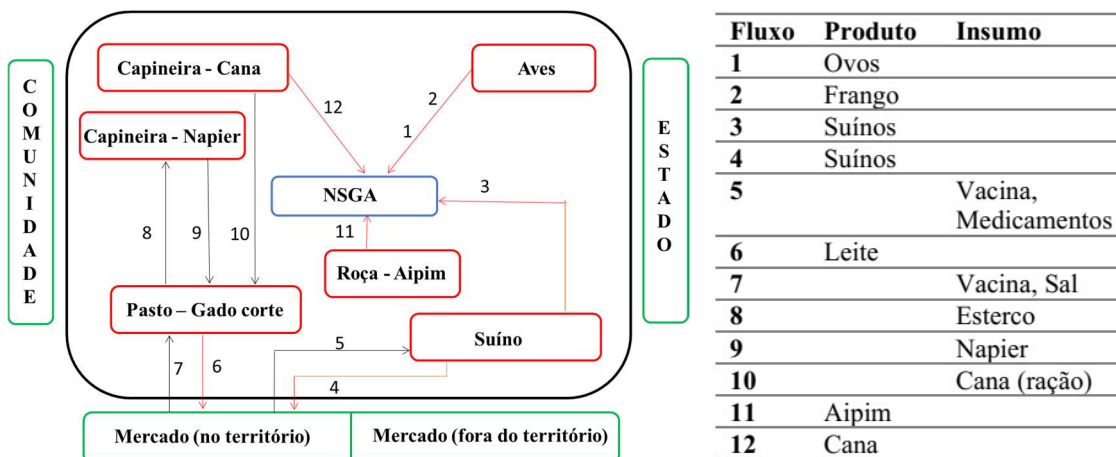 COMUNIDADE
Capineira - Cana
Aves
12
2
1
Capineira - Napier
NSGA
3
8
9
10
11
Roça - Aipim
Pasto – Gado corte
Suíno
5
7
6
4
Mercado (no território)
Mercado (fora do território)
ESTADO
Fluxo Produto Insumo
1 Ovos
2 Frango
3 Suínos
4 Suínos
5 Vacina,
Medicamentos
6 Leite
7 Vacina, Sal
8 Esterco
9 Napier
10 Cana (ração)
11 Aipim
12 Cana